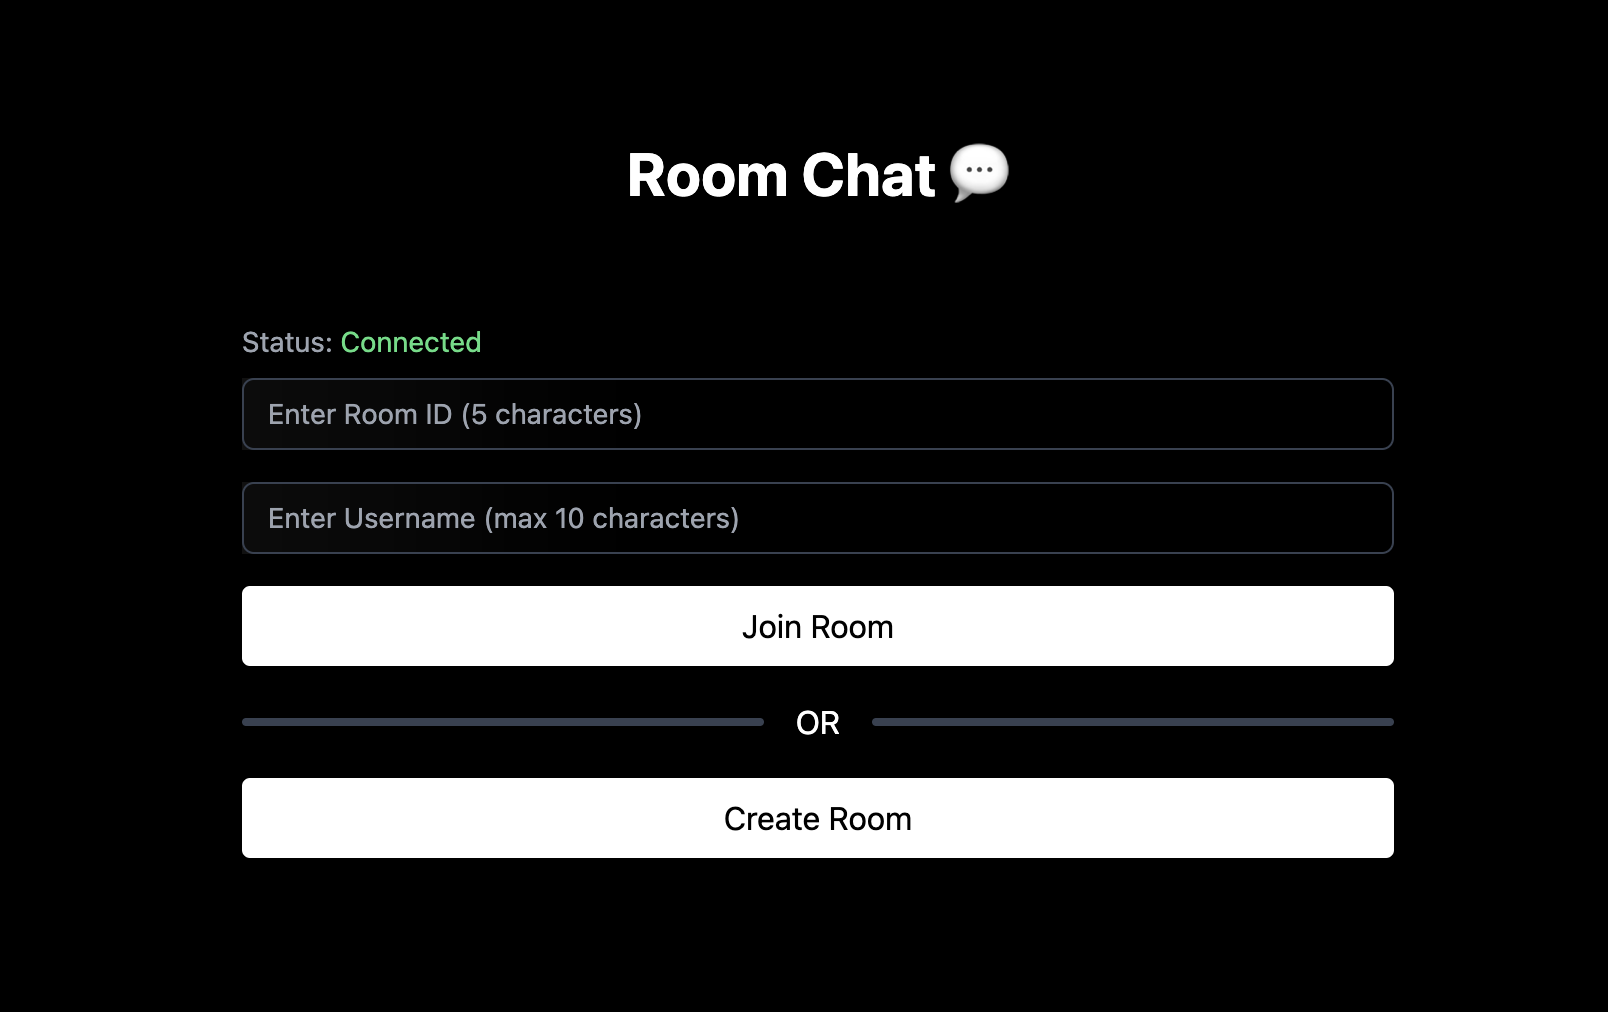 Room Chat 💬
Status: Connected
Enter Room ID (5 characters)
Enter Username (max 10 characters)
Join Room
OR
Create Room